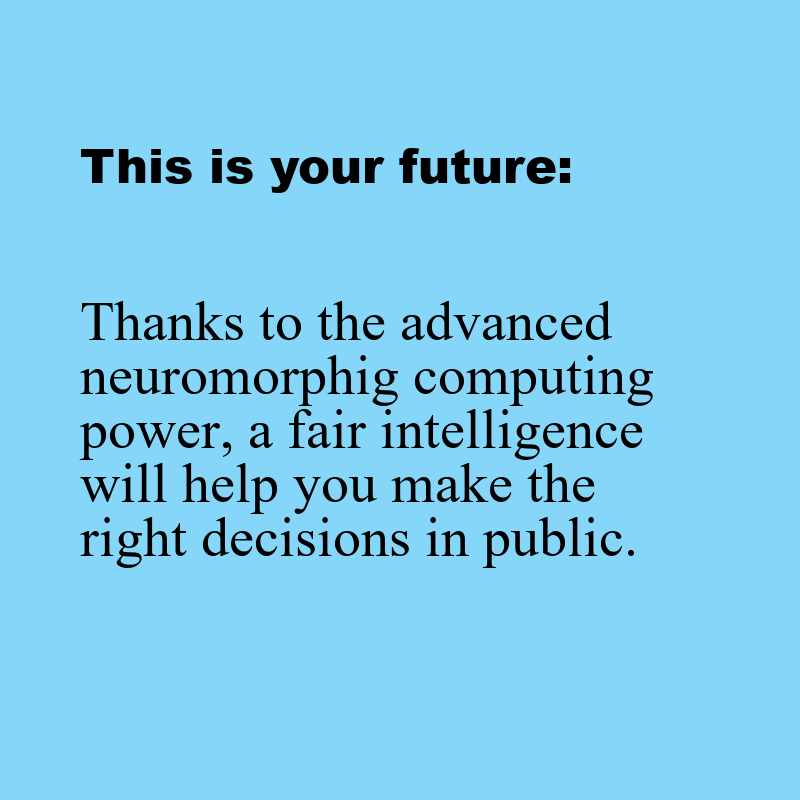 This is your future:
Thanks to the advanced
neuromorphig computing
power, a fair intelligence
will help you make the
right decisions in public.